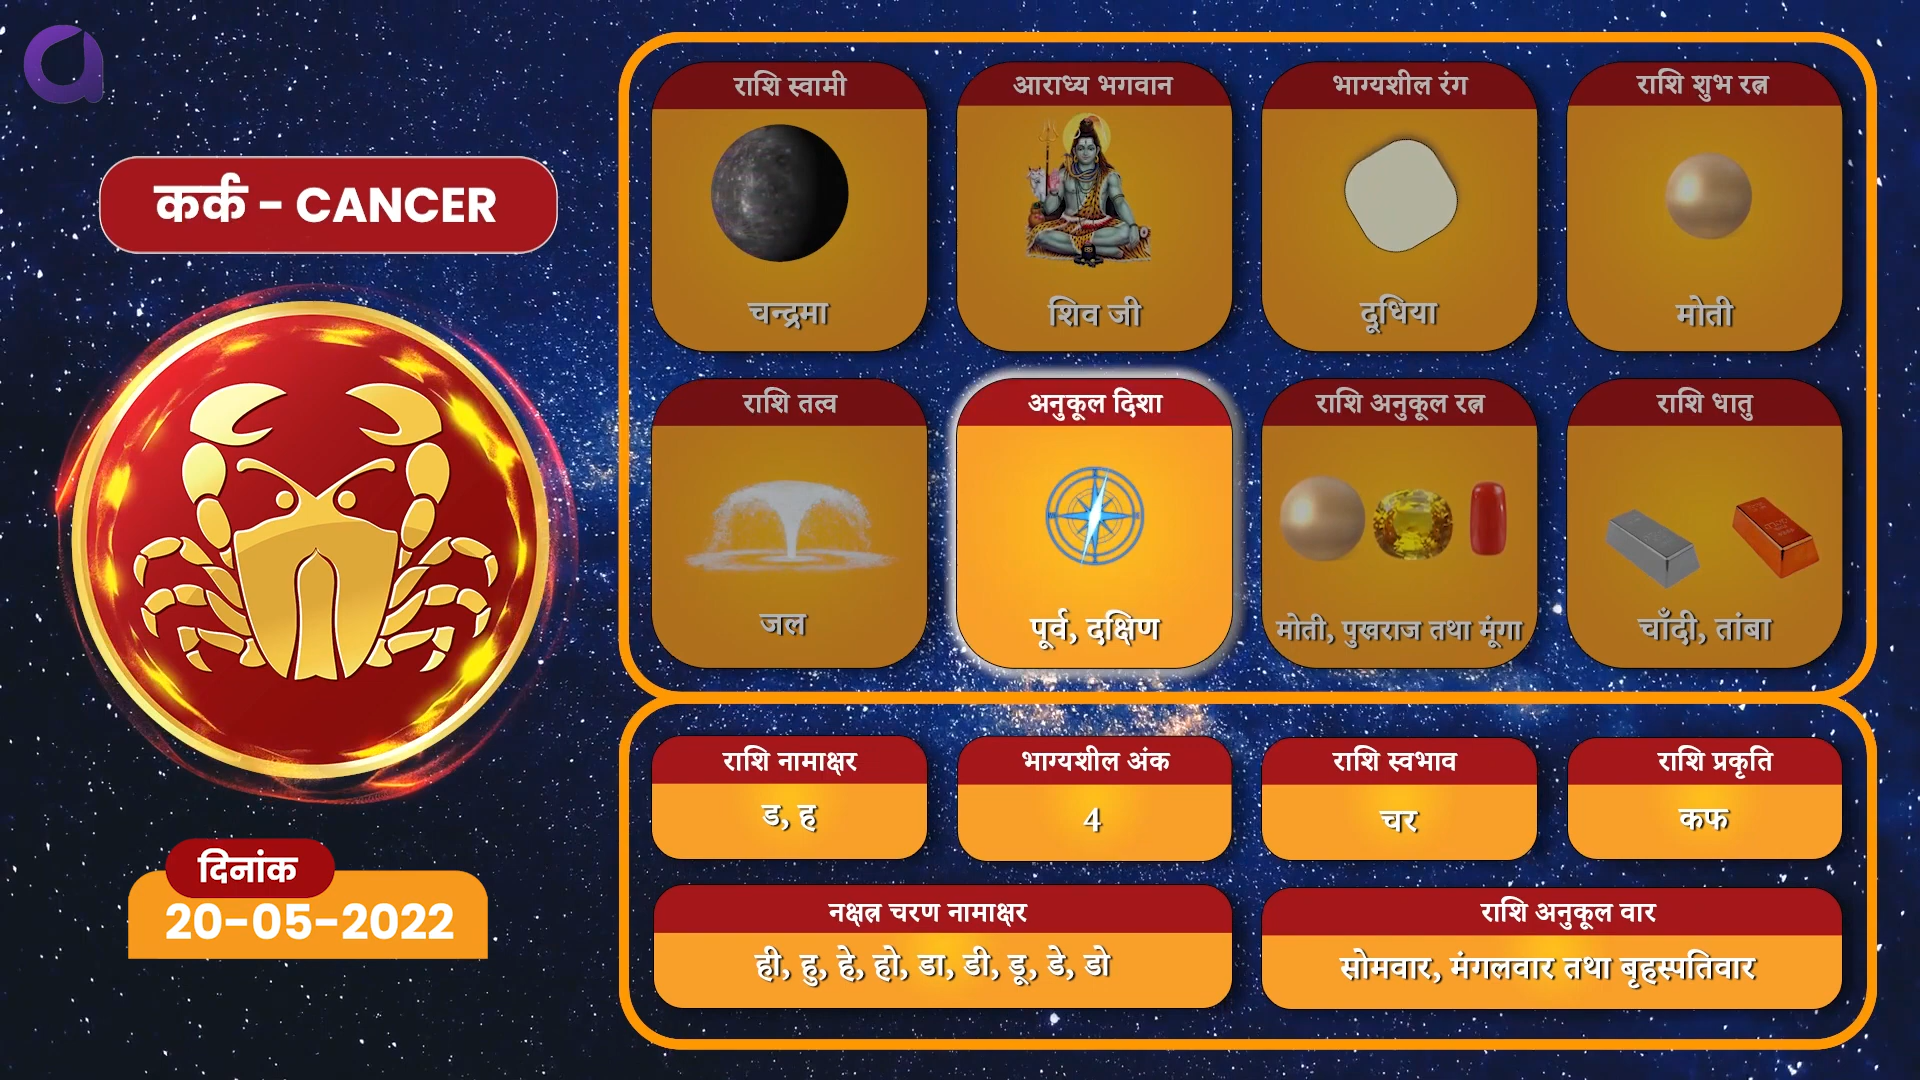 कर्क - CANCER
दिनांक
20-05-2022
राशि स्वामी
चन्द्रमा
आराध्य भगवान
शिव जी
भाग्यशील रंग
दूधिया
राशि शुभ रत्न
मोती
राशि तत्व
जल
अनुकूल दिशा
पूर्व, दक्षिण
राशि अनुकूल रत्न
मोती, पुखराज तथा मूंगा
राशि धातु
चाँदी, तांबा
राशि नामाक्षर
ड, ह
भाग्यशील अंक
4
राशि स्वभाव
चर
राशि प्रकृति
कफ
नक्षत्र चरण नामाक्षर
ही, हु, हे, हो, डा, डी, डू, डे, डो
राशि अनुकूल वार
सोमवार, मंगलवार तथा बृहस्पतिवार